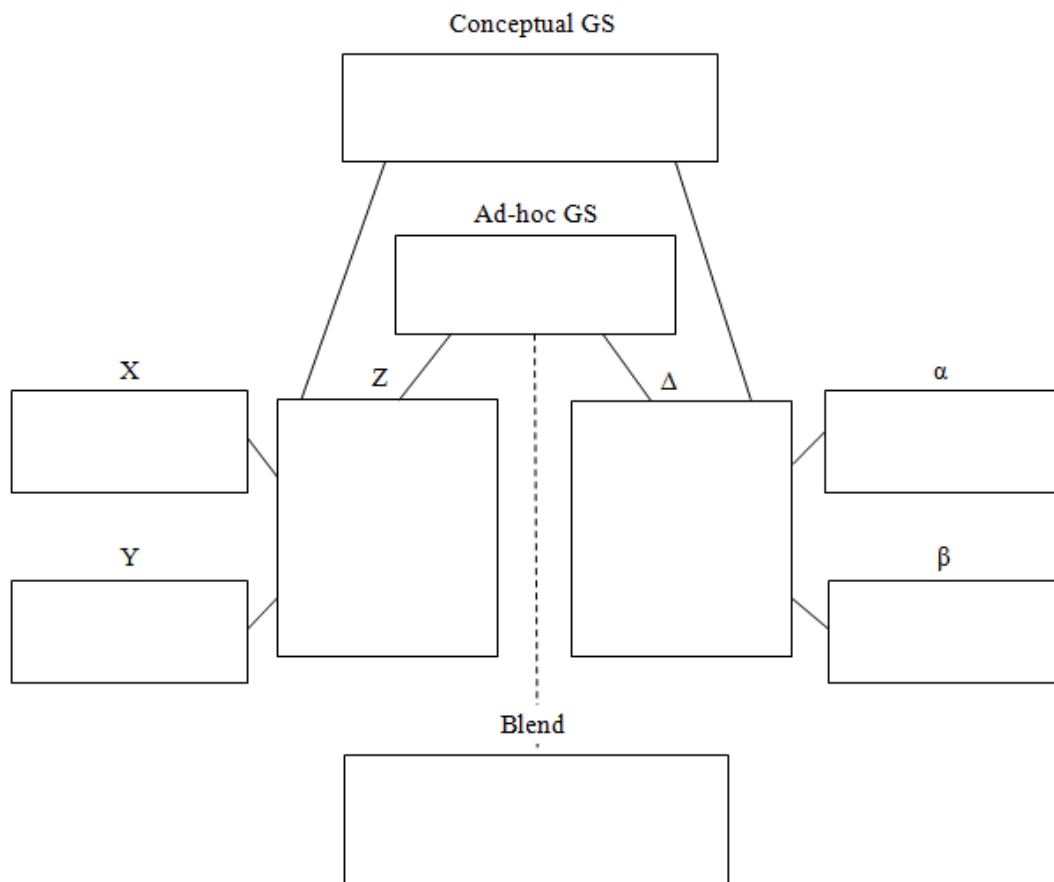 Conceptual GS
Ad-hoc GS
X
Z
Δ
α
Y
β
Blend